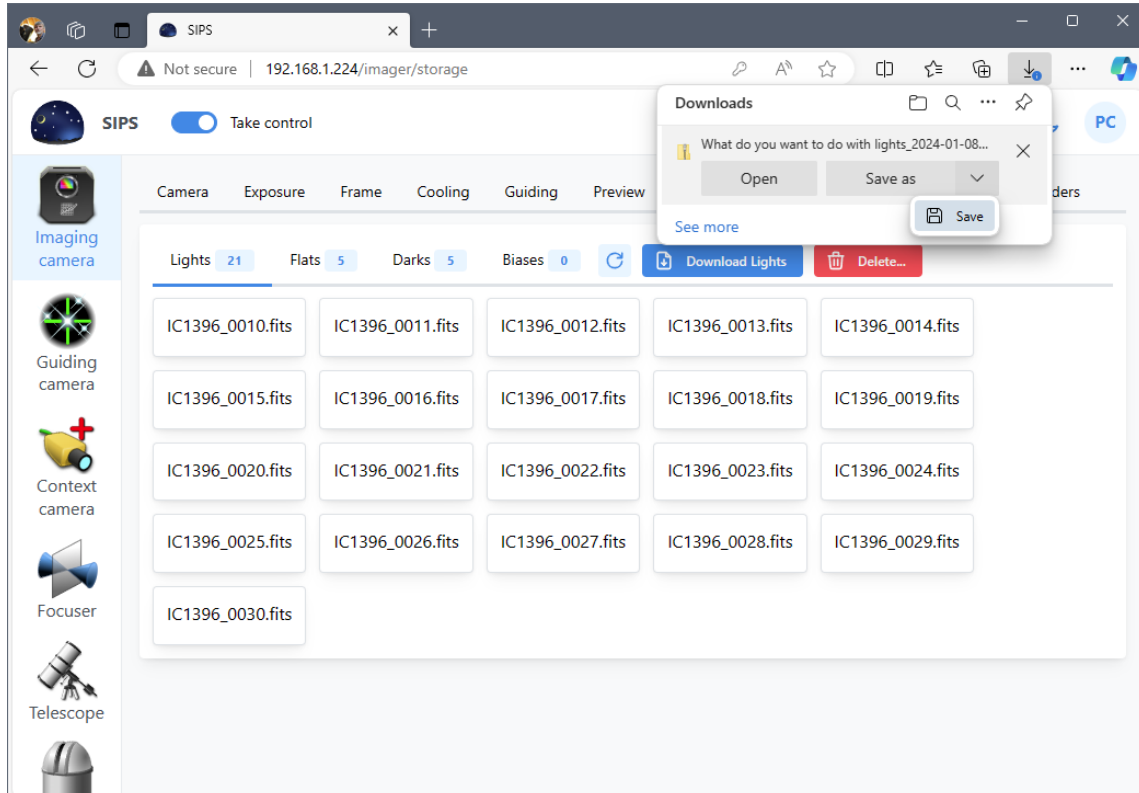 SIPS
Not secure 192.168.1.224/imager/storage
Downloads
What do you want to do with lights_2024-01-08...
Open Save as
Save
See more
SIPS Take control PC
Camera Exposure Frame Cooling Guiding Preview ders
Imaging
camera
Guiding
camera
Context
camera
Focuser
Telescope
Lights 21 Flats 5 Darks 5 Biases 0 Download Lights Delete...
IC1396_0010.fits IC1396_0011.fits IC1396_0012.fits IC1396_0013.fits IC1396_0014.fits
IC1396_0015.fits IC1396_0016.fits IC1396_0017.fits IC1396_0018.fits IC1396_0019.fits
IC1396_0020.fits IC1396_0021.fits IC1396_0022.fits IC1396_0023.fits IC1396_0024.fits
IC1396_0025.fits IC1396_0026.fits IC1396_0027.fits IC1396_0028.fits IC1396_0029.fits
IC1396_0030.fits